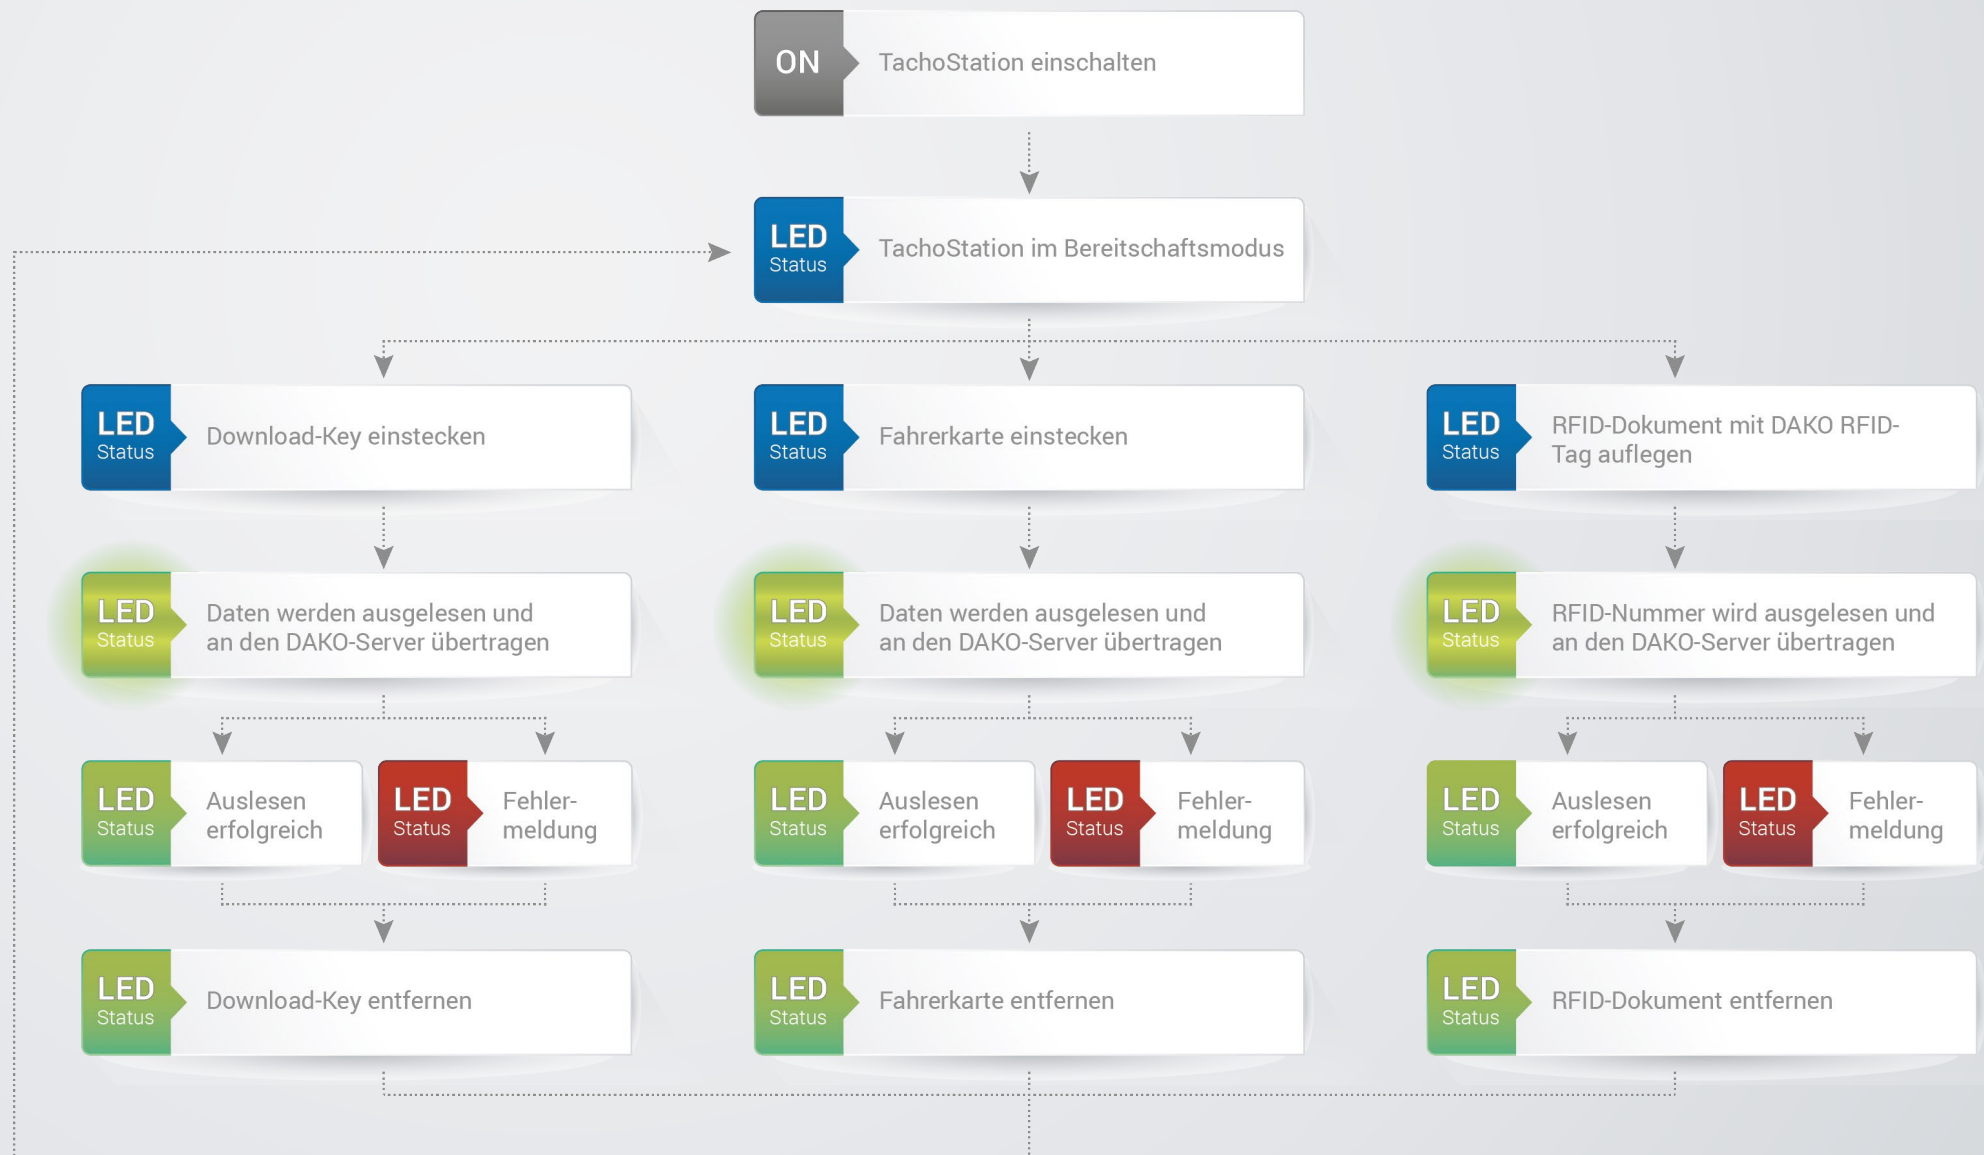 ON
TachoStation einschalten
LED
Status
TachoStation im Bereitschaftsmodus
LED
Status
Download-Key einstecken
LED
Status
Fahrerkarte einstecken
LED
Status
RFID-Dokument mit DAKO RFID-
Tag auflegen
LED
Status
Daten werden ausgelesen und
an den DAKO-Server übertragen
LED
Status
Daten werden ausgelesen und
an den DAKO-Server übertragen
LED
Status
RFID-Nummer wird ausgelesen und
an den DAKO-Server übertragen
LED
Status
Auslesen
erfolgreich
LED
Status
Fehler-
meldung
LED
Status
Auslesen
erfolgreich
LED
Status
Fehler-
meldung
LED
Status
Auslesen
erfolgreich
LED
Status
Fehler-
meldung
LED
Status
Download-Key entfernen
LED
Status
Fahrerkarte entfernen
LED
Status
RFID-Dokument entfernen